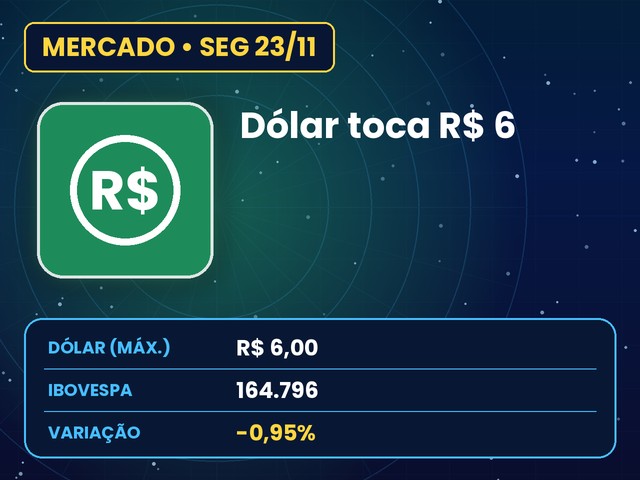 MERCADO • SEG 23/11
Dólar toca R$ 6
R$
DÓLAR (MÁX.) R$ 6,00
IBOVESPA 164.796
VARIAÇÃO -0,95%